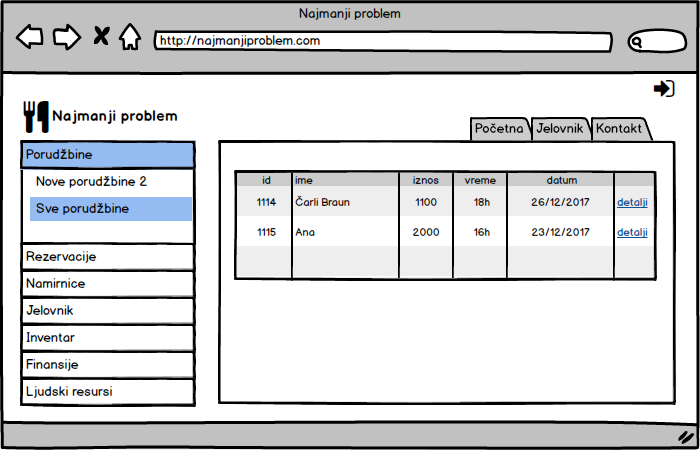 Najmanji problem
http://najmanjiproblem.com
Najmanji problem
Početna Jelovnik Kontakt
Porudžbine
Nove porudžbine 2
Sve porudžbine
Rezervacije
Namirnice
Jelovnik
Inventar
Finansije
Ljudski resursi
id ime iznos vreme datum
1114 Čarli Braun 1100 18h 26/12/2017 detalji
1115 Ana 2000 16h 23/12/2017 detalji